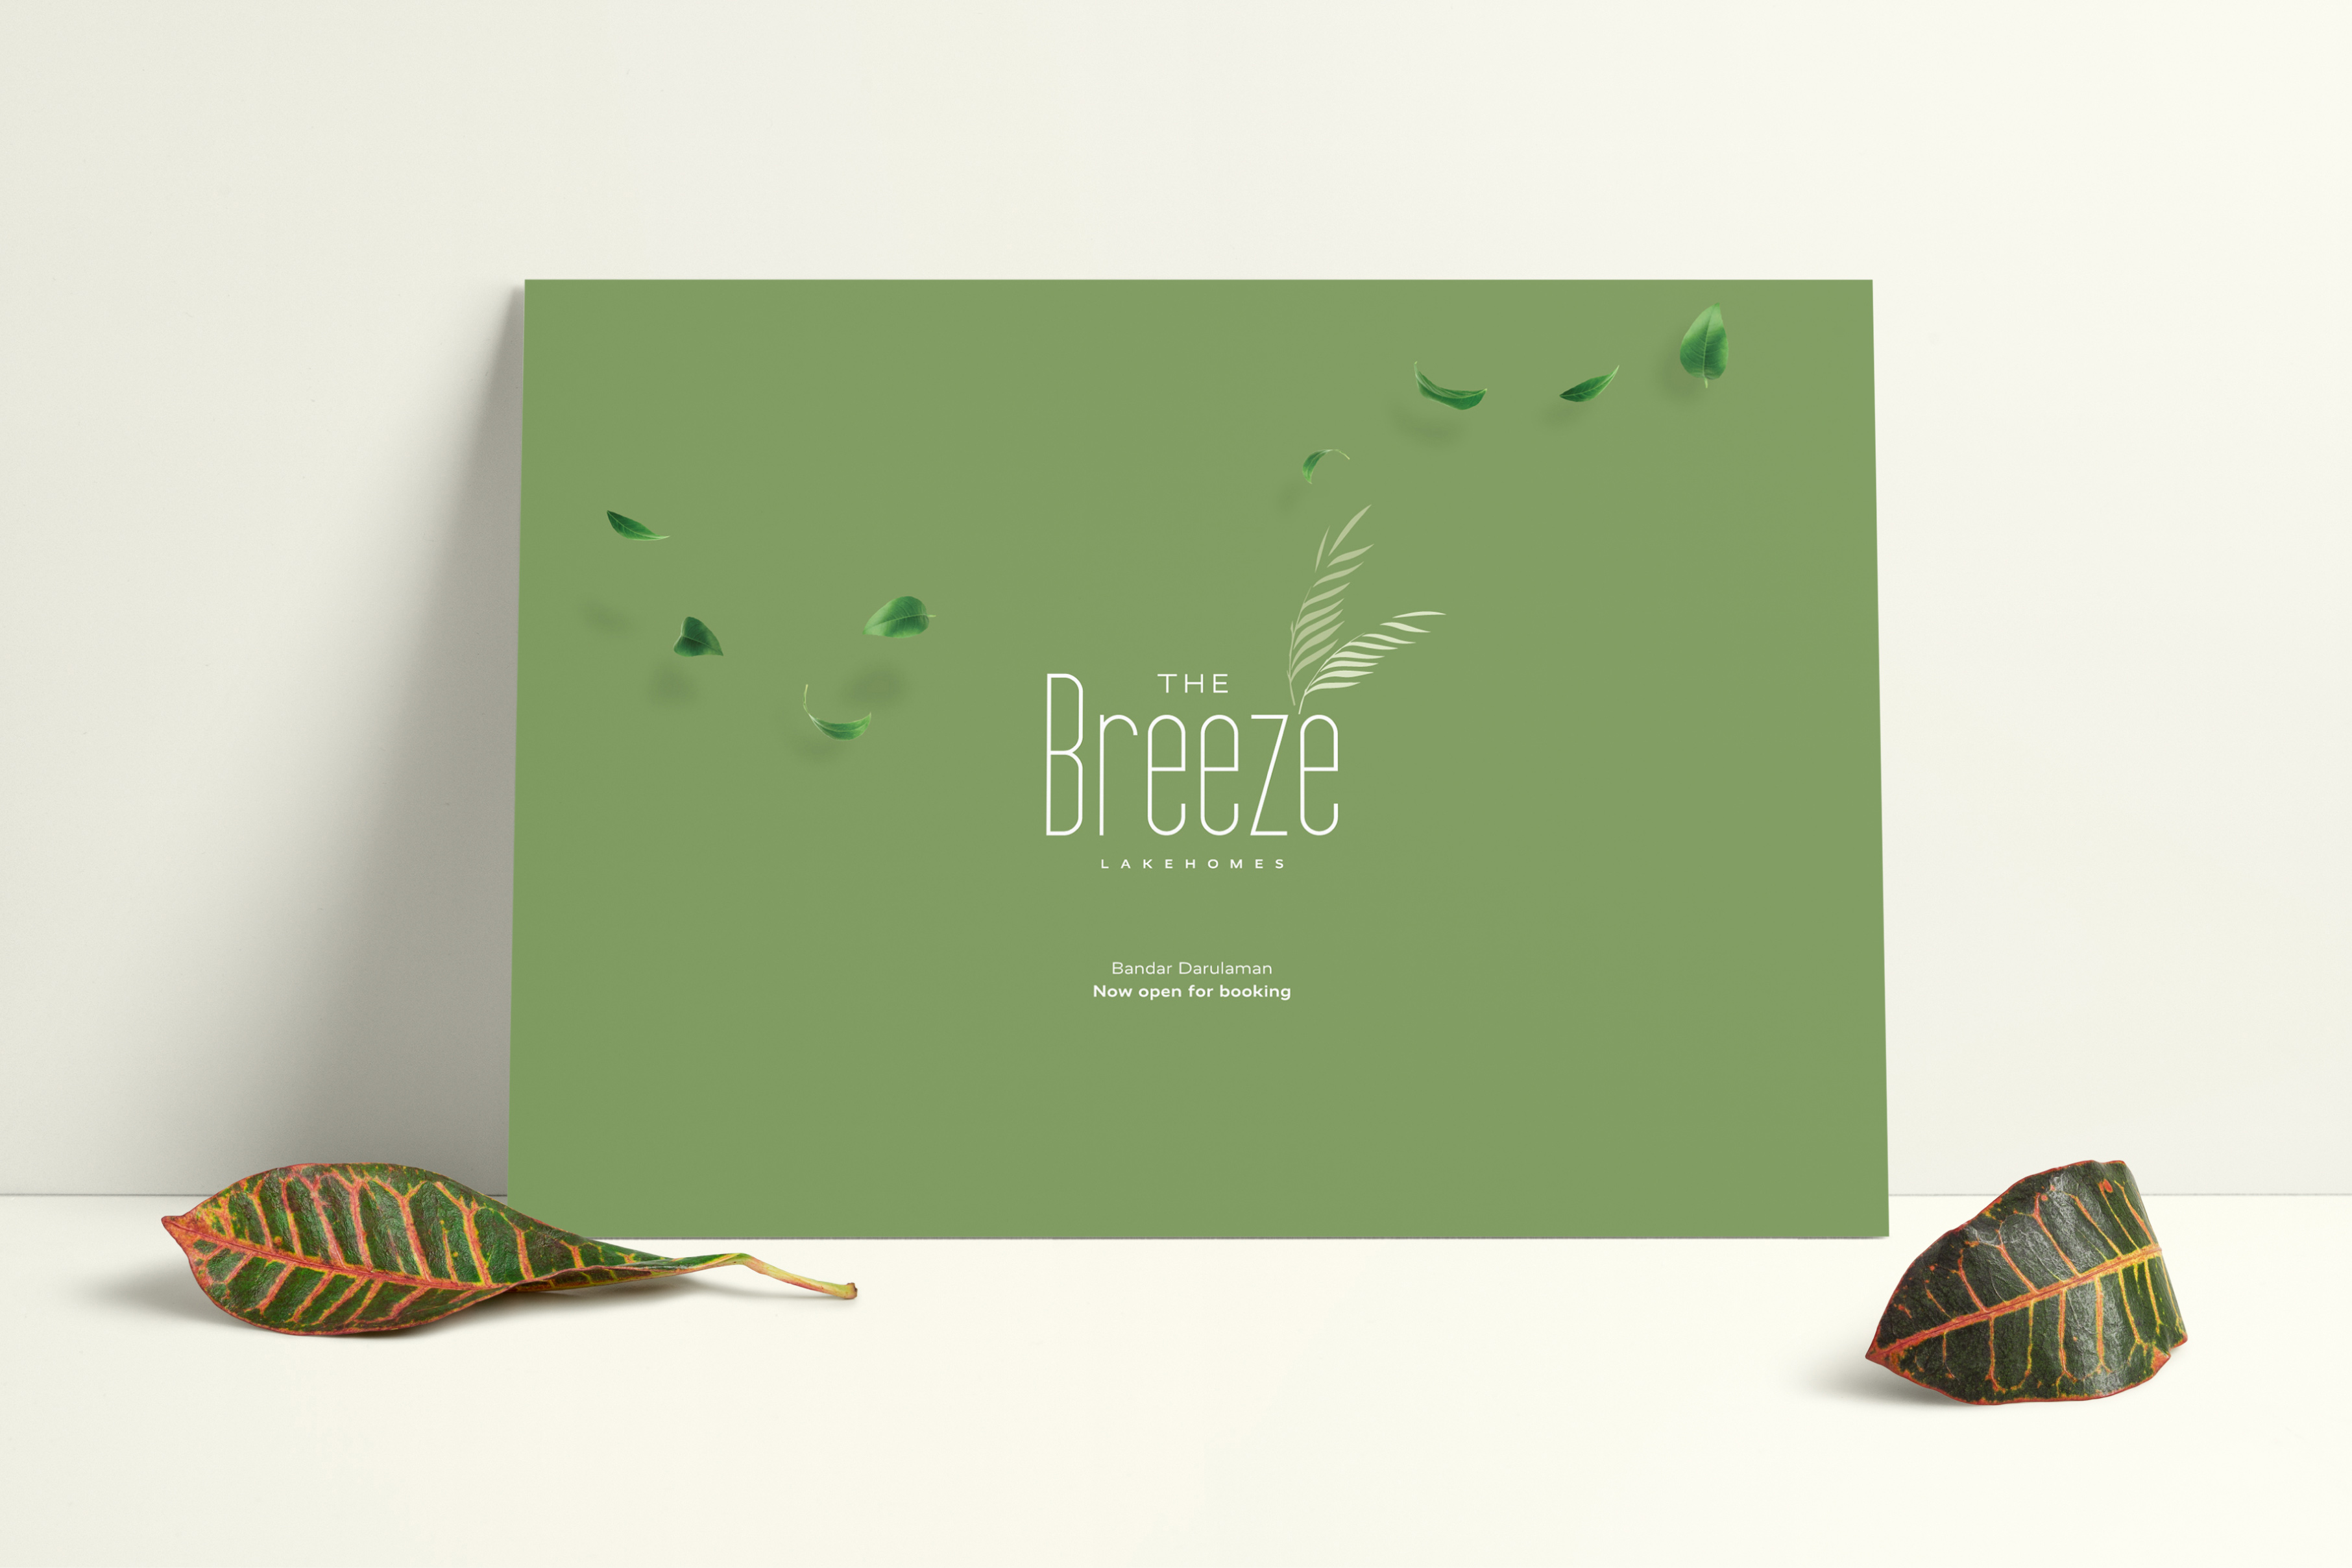 THE
Breeze
LAKEHOMES
Bandar Darulaman
Now open for booking